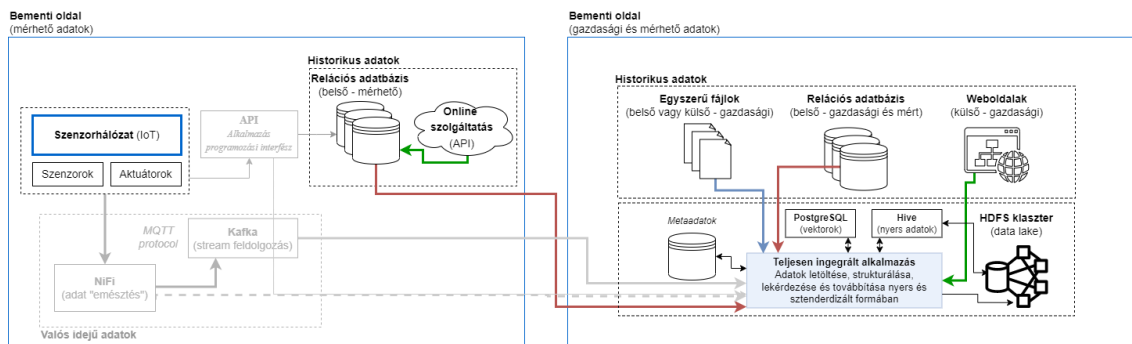 Bementi oldal
(mérhető adatok)
Historikus adatok
Relációs adatbázis
(belső - mérhető)
Online
szolgáltatás
(API)
API
Alkalmazás
programozási interfész
Szenzorhálózat (IoT)
Szenzorok
Aktuátorok
MQTT
protocol
Kafka
(stream feldolgozás)
NiFi
(adat "emésztés")
Valós idejű adatok
Bementi oldal
(gazdasági és mérhető adatok)
Historikus adatok
Egyszerű fájlok
(belső vagy külső - gazdasági)
Relációs adatbázis
(belső - gazdasági és mért)
Weboldalak
(külső - gazdasági)
Metaadatok
PostgreSQL
(vektorok)
Hive
(nyers adatok)
HDFS klaszter
(data lake)
Teljesen ingegrált alkalmazás
Adatok letöltése, strukturálása,
lekérdezése és továbbítása nyers és
sztenderdizált formában